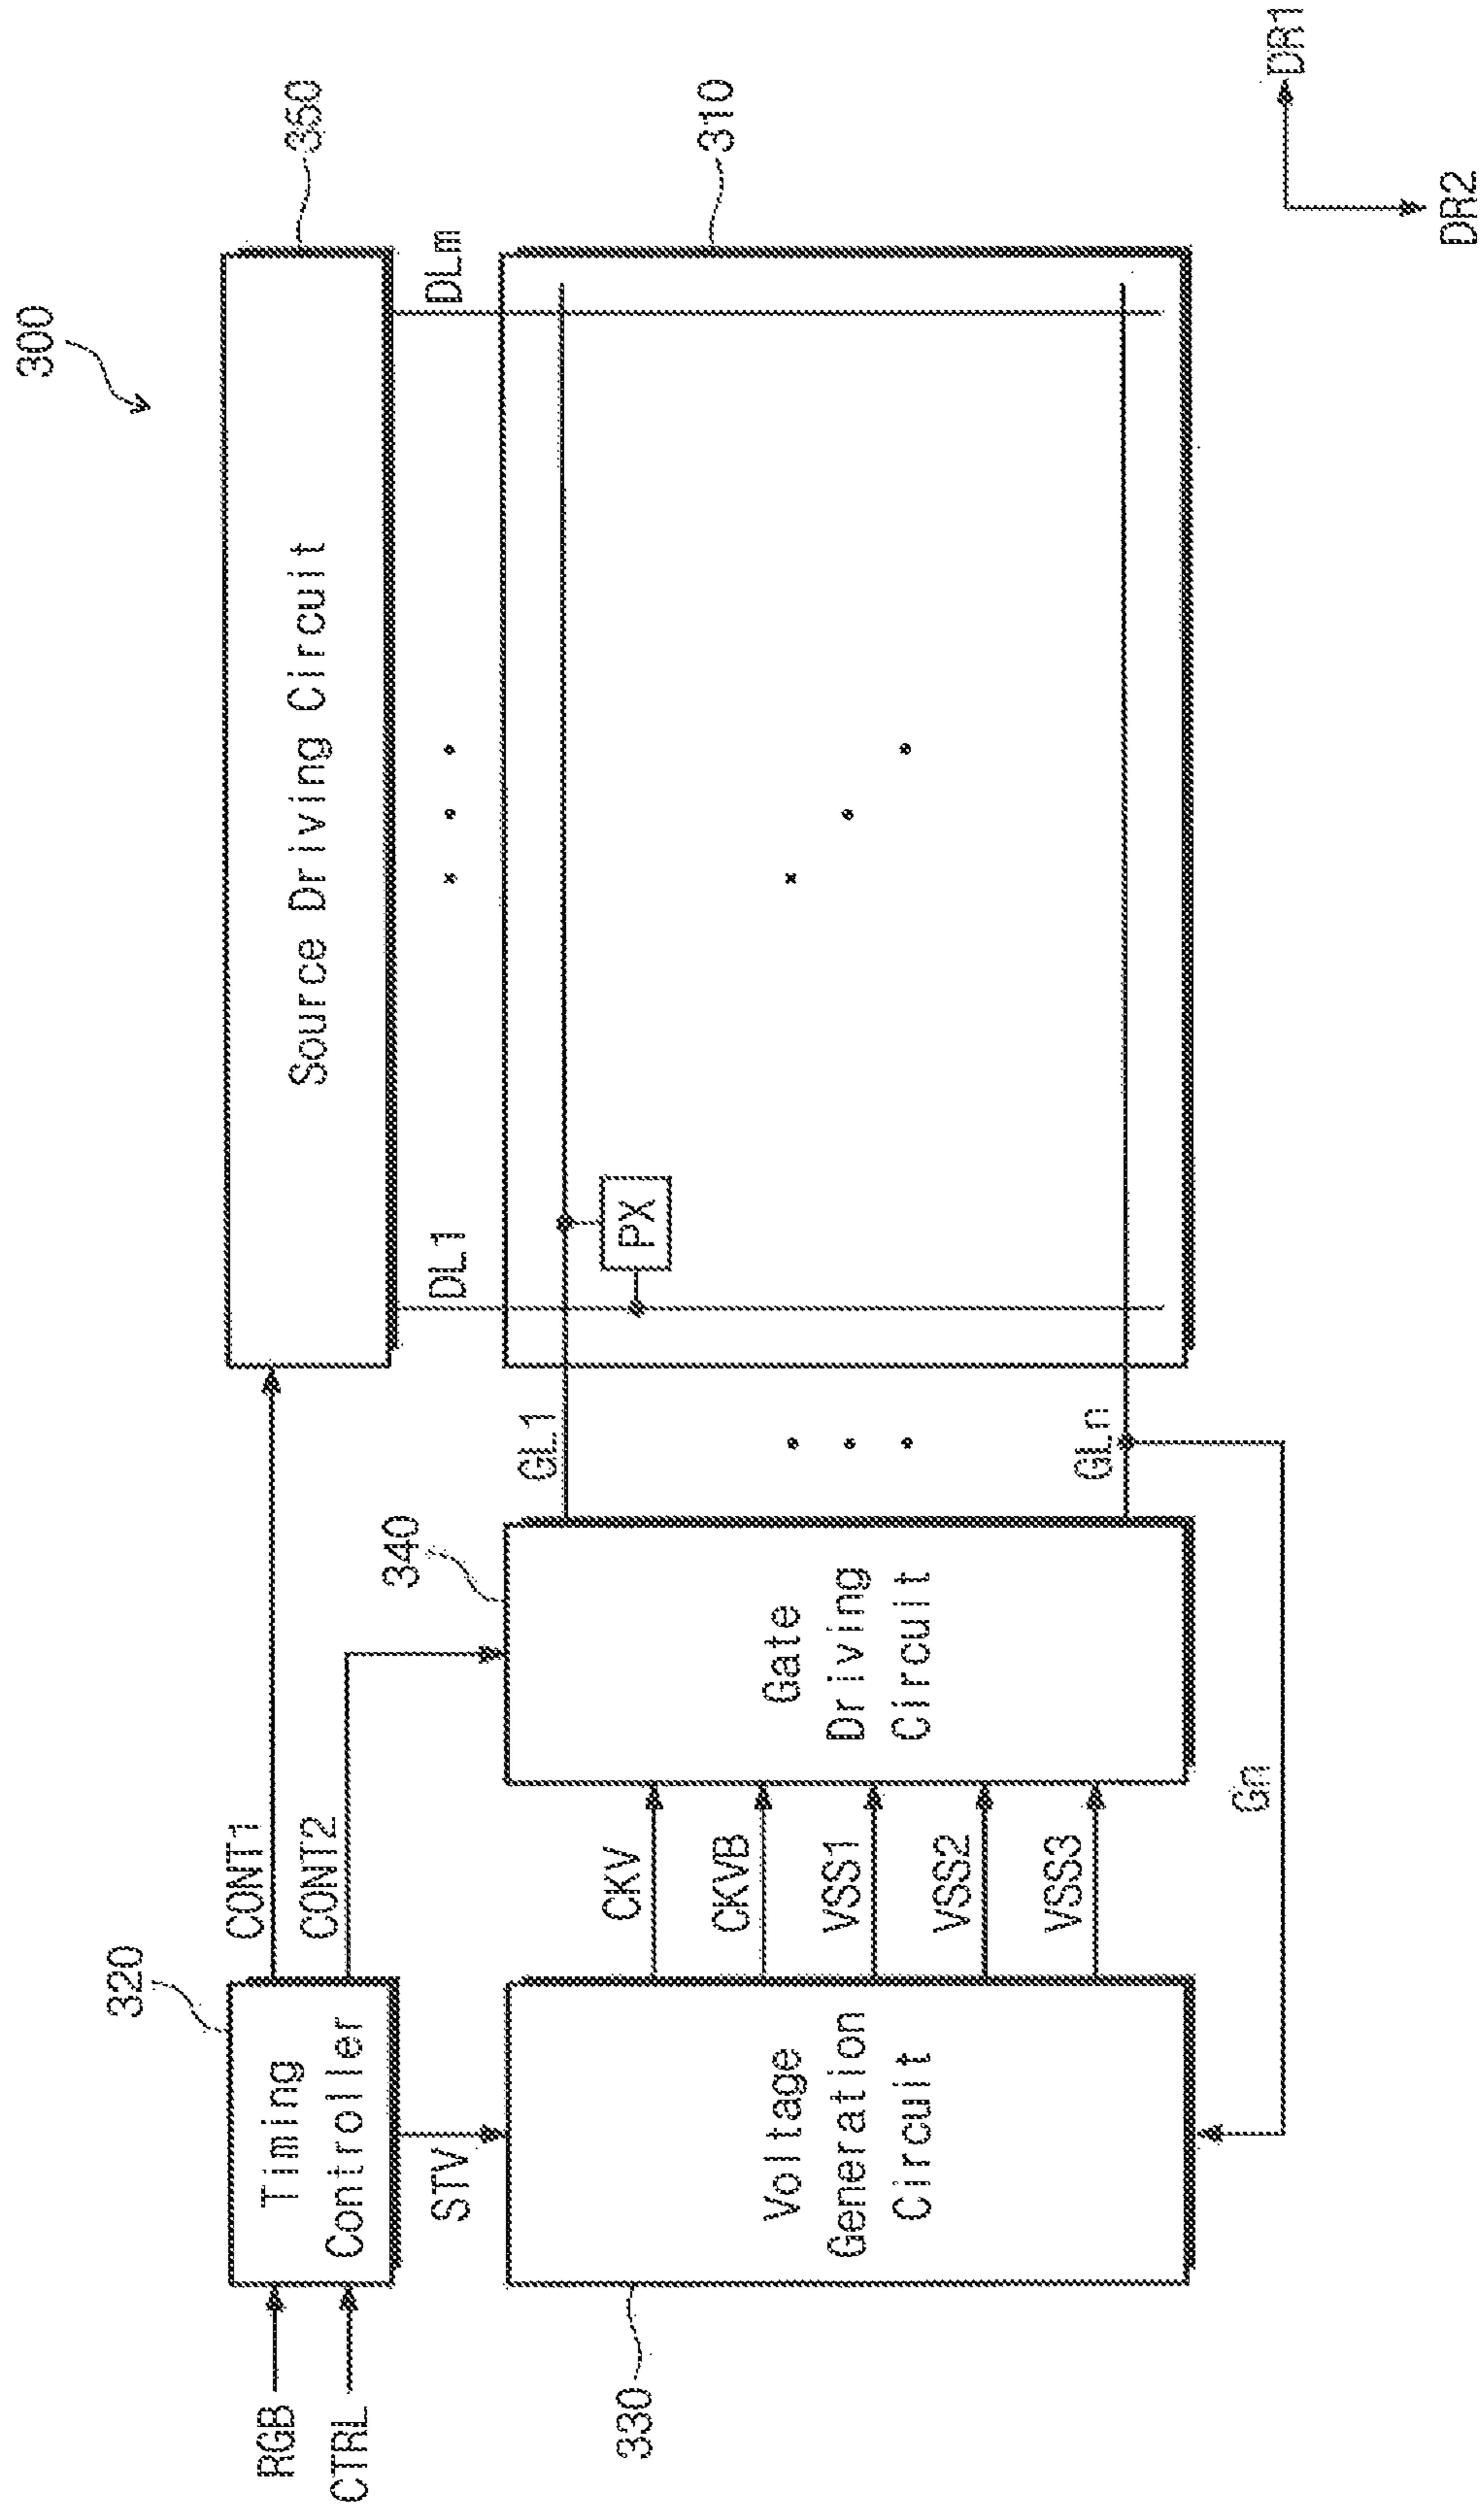 300
320
CONT1
350
RGB
CTRL
Timing
Controller
CONT2
Source Driving Circuit
340
STV
DL1
DLm
330
Voltage
Generation
Circuit
CKV
CKVB
VSS1
VSS2
VSS3
Gate
Driving
Circuit
GL1
GLn
PX
310
Gn
DR1
DR2